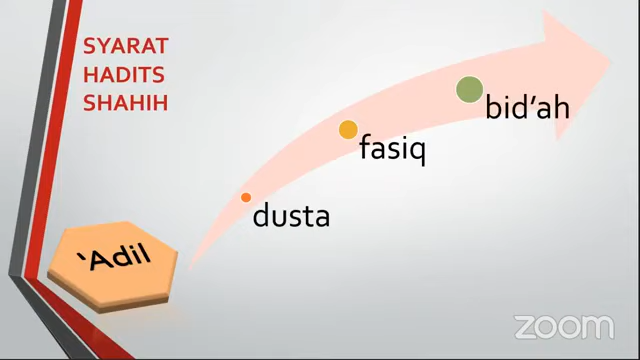 SYARAT
HADITS
SHAHIH
bid'ah
fasiq
dusta
'Adil
zoom